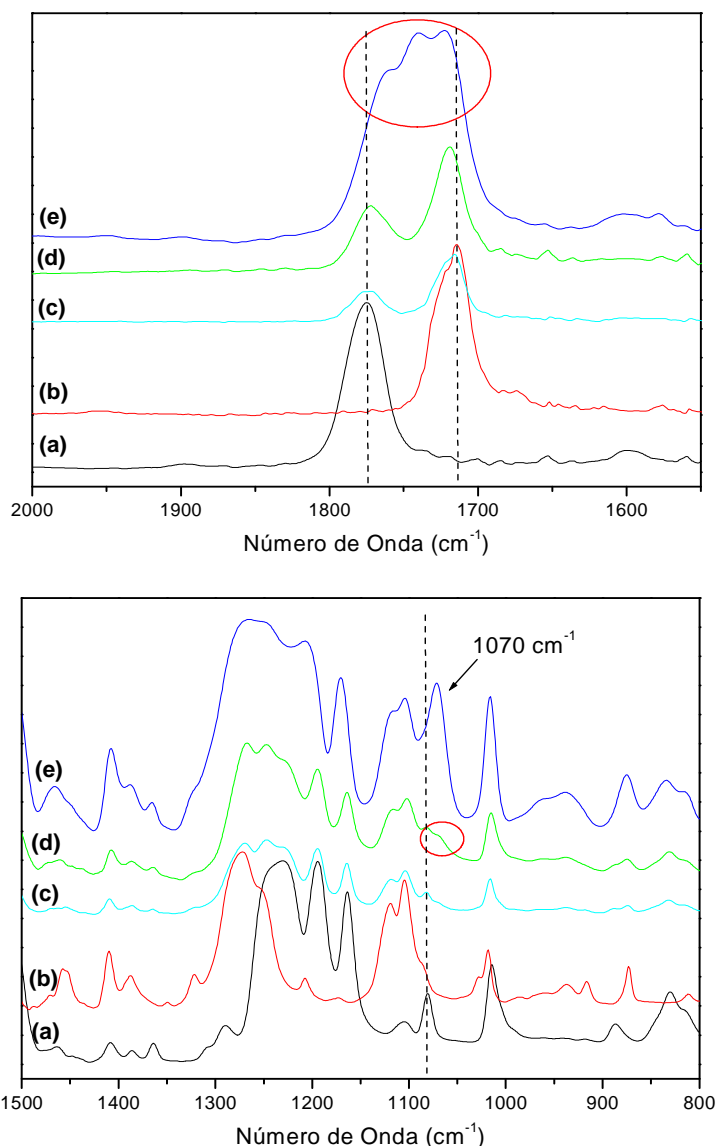 (e)
(d)
(c)
(b)
(a)
2000 1900 1800 1700 1600
Número de Onda (cm⁻¹)
1070 cm⁻¹
(e)
(d)
(c)
(b)
(a)
1500 1400 1300 1200 1100 1000 900 800
Número de Onda (cm⁻¹)